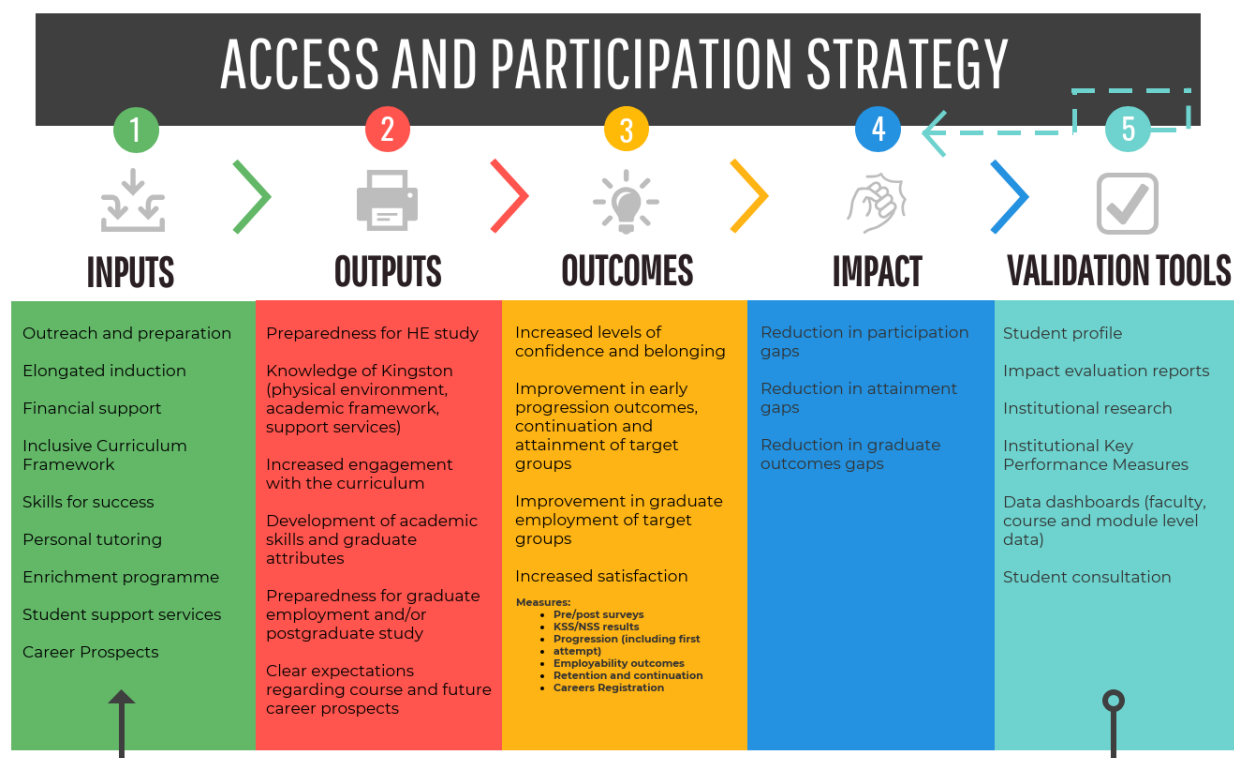 ACCESS AND PARTICIPATION STRATEGY
1
2
3
4
5
INPUTS
OUTPUTS
OUTCOMES
IMPACT
VALIDATION TOOLS
Outreach and preparation
Elongated induction
Financial support
Inclusive Curriculum
Framework
Skills for success
Personal tutoring
Enrichment programme
Student support services
Career Prospects
Preparedness for HE study
Knowledge of Kingston
(physical environment,
academic framework,
support services)
Increased engagement
with the curriculum
Development of academic
skills and graduate
attributes
Preparedness for graduate
employment and/or
postgraduate study
Clear expectations
regarding course and future
career prospects
Increased levels of
confidence and belonging
Improvement in early
progression outcomes,
continuation and
attainment of target
groups
Improvement in graduate
employment of target
groups
Increased satisfaction
Measures:
• Pre/post surveys
• KSS/NSS results
• Progression (including first
• attempt)
• Employability outcomes
• Retention and continuation
• Careers Registration
Reduction in participation
gaps
Reduction in attainment
gaps
Reduction in graduate
outcomes gaps
Student profile
Impact evaluation reports
Institutional research
Institutional Key
Performance Measures
Data dashboards (faculty,
course and module level
data)
Student consultation